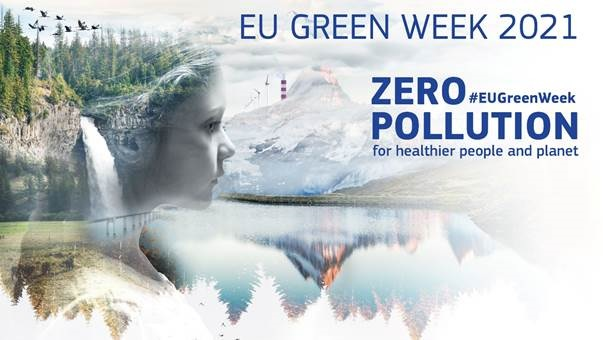 EU GREEN WEEK 2021
ZERO #EUGreenWeek
POLLUTION
for healthier people and planet